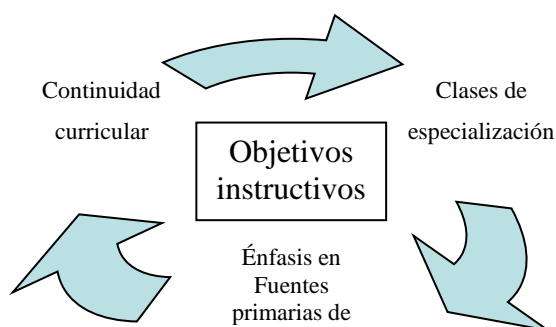 Continuidad
curricular
Clases de
especialización
Objetivos
instructivos
Énfasis en
Fuentes
primarias de